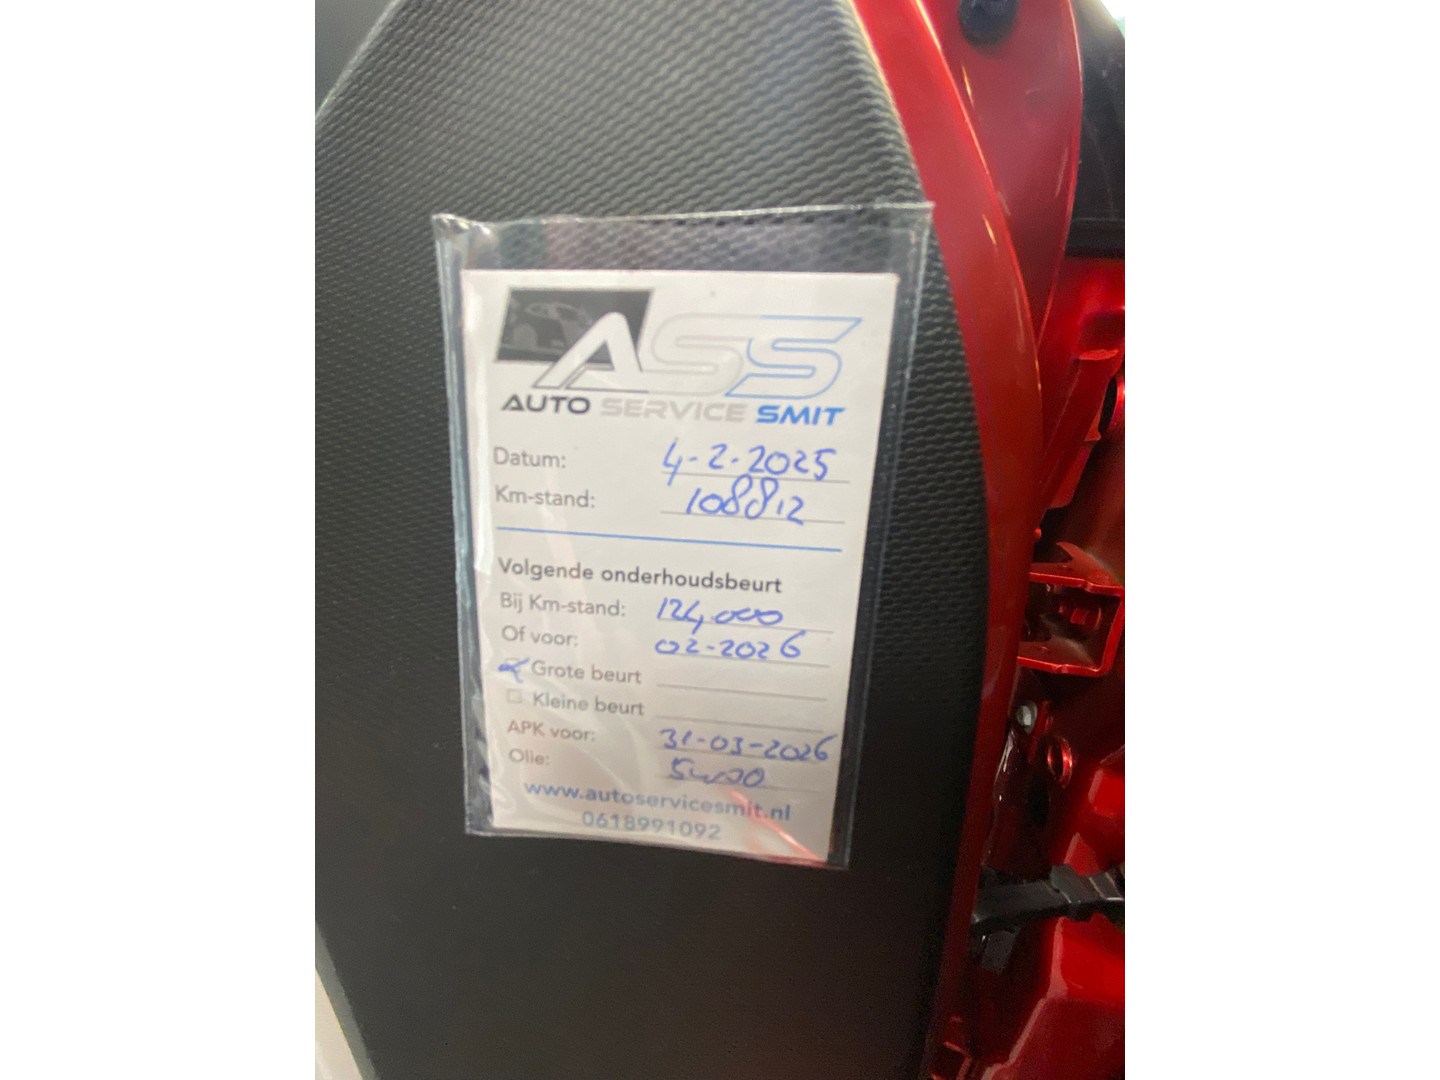 ASS
AUTO SERVICE SMIT
Datum: 4-2-2025
Km-stand: 108812
Volgende onderhoudsbeurt
Bij Km-stand: 124,000
Of voor: 02-2026
Grote beurt
Kleine beurt
APK voor: 31-03-2026
Olie:
www.autoservicesmit.nl
0618991092